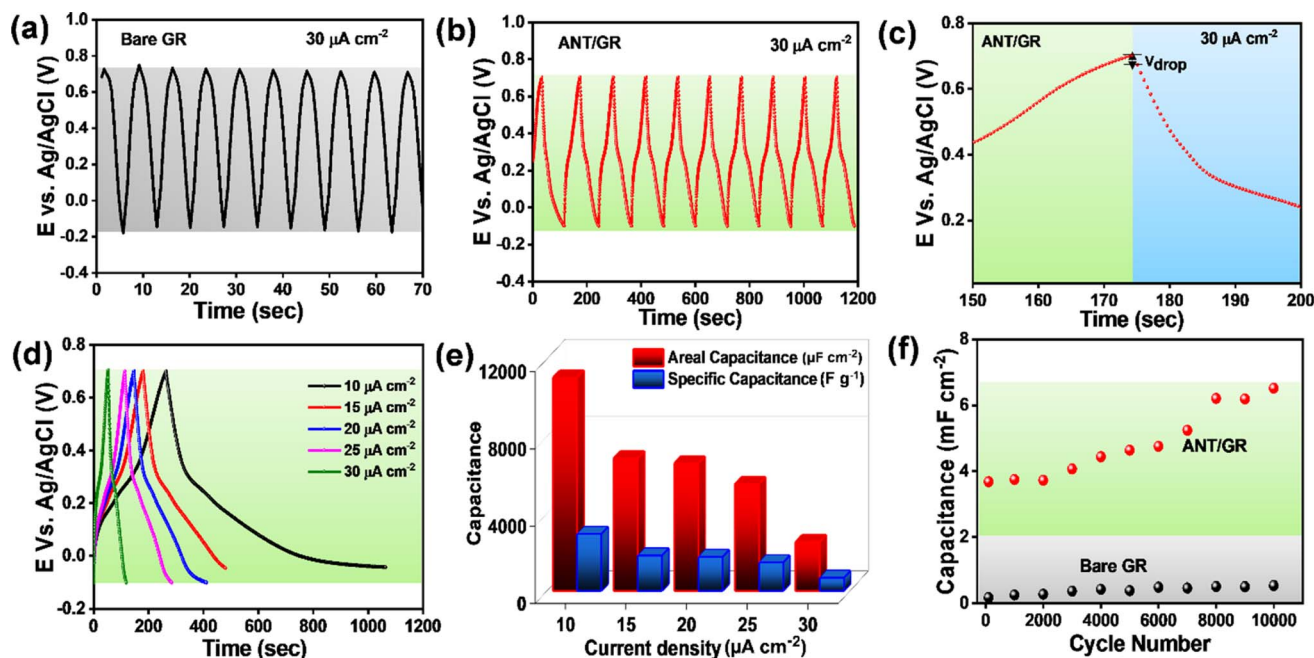 (a)
Bare GR
30 µA cm⁻²
0.8
0.6
0.4
0.2
0.0
-0.2
-0.4
E vs. Ag/AgCl (V)
0 10 20 30 40 50 60 70
Time (sec)
(b)
ANT/GR
30 µA cm⁻²
1.0
0.8
0.6
0.4
0.2
0.0
-0.2
-0.4
E Vs. Ag/AgCl (V)
0 200 400 600 800 1000 1200
Time (sec)
(c)
ANT/GR
30 µA cm⁻²
Vdrop
0.8
0.6
0.4
0.2
E Vs. Ag/AgCl (V)
150 160 170 180 190 200
Time (sec)
(d)
10 µA cm⁻²
15 µA cm⁻²
20 µA cm⁻²
25 µA cm⁻²
30 µA cm⁻²
0.8
0.6
0.4
0.2
0.0
-0.2
E Vs. Ag/AgCl (V)
0 200 400 600 800 1000 1200
Time (sec)
(e)
Areal Capacitance (µF cm⁻²)
Specific Capacitance (F g⁻¹)
12000
8000
4000
0
Capacitance
10 15 20 25 30
Current density (µA cm⁻²)
(f)
8
6
4
2
0
Capacitance (mF cm⁻²)
ANT/GR
Bare GR
0 2000 4000 6000 8000 10000
Cycle Number